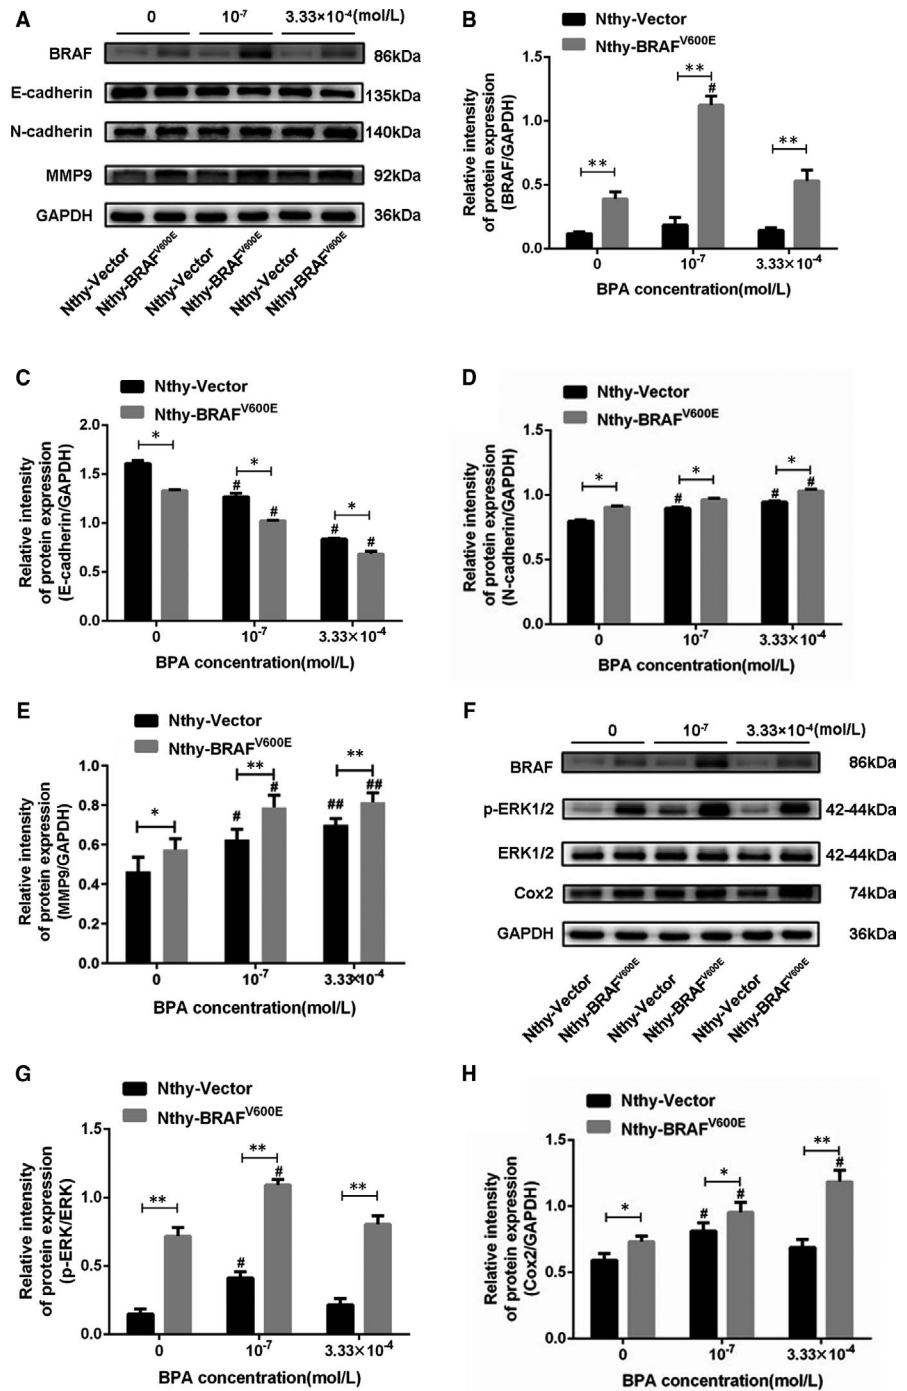 A
0 10⁻⁷ 3.33×10⁻⁴(mol/L)
BRAF 86kDa
E-cadherin 135kDa
N-cadherin 140kDa
MMP9 92kDa
GAPDH 36kDa
Nthy-Vector Nthy-BRAFV600E Nthy-Vector Nthy-BRAFV600E Nthy-Vector Nthy-BRAFV600E
B
Nthy-Vector
Nthy-BRAFV600E
Relative intensity
of protein expression
(BRAF/GAPDH)
1.5
1.0
0.5
0.0
** ** # **
0 10⁻⁷ 3.33×10⁻⁴
BPA concentration(mol/L)
C
Nthy-Vector
Nthy-BRAFV600E
Relative intensity
of protein expression
(E-cadherin/GAPDH)
2.0
1.5
1.0
0.5
0.0
* * # # * # #
0 10⁻⁷ 3.33×10⁻⁴
BPA concentration(mol/L)
D
Nthy-Vector
Nthy-BRAFV600E
Relative intensity
of protein expression
(N-cadherin/GAPDH)
1.5
1.0
0.5
0.0
* * # * # #
0 10⁻⁷ 3.33×10⁻⁴
BPA concentration(mol/L)
E
Nthy-Vector
Nthy-BRAFV600E
Relative intensity
of protein expression
(MMP9/GAPDH)
1.0
0.8
0.6
0.4
0.2
0.0
* ** # # ** ## ##
0 10⁻⁷ 3.33×10⁻⁴
BPA concentration(mol/L)
F
0 10⁻⁷ 3.33×10⁻⁴(mol/L)
BRAF 86kDa
p-ERK1/2 42-44kDa
ERK1/2 42-44kDa
Cox2 74kDa
GAPDH 36kDa
Nthy-Vector Nthy-BRAFV600E Nthy-Vector Nthy-BRAFV600E Nthy-Vector Nthy-BRAFV600E
G
Nthy-Vector
Nthy-BRAFV600E
Relative intensity
of protein expression
(p-ERK/ERK)
1.5
1.0
0.5
0.0
** ** # # **
0 10⁻⁷ 3.33×10⁻⁴
BPA concentration(mol/L)
H
Nthy-Vector
Nthy-BRAFV600E
Relative intensity
of protein expression
(Cox2/GAPDH)
1.5
1.0
0.5
0.0
* * # # ** #
0 10⁻⁷ 3.33×10⁻⁴
BPA concentration(mol/L)